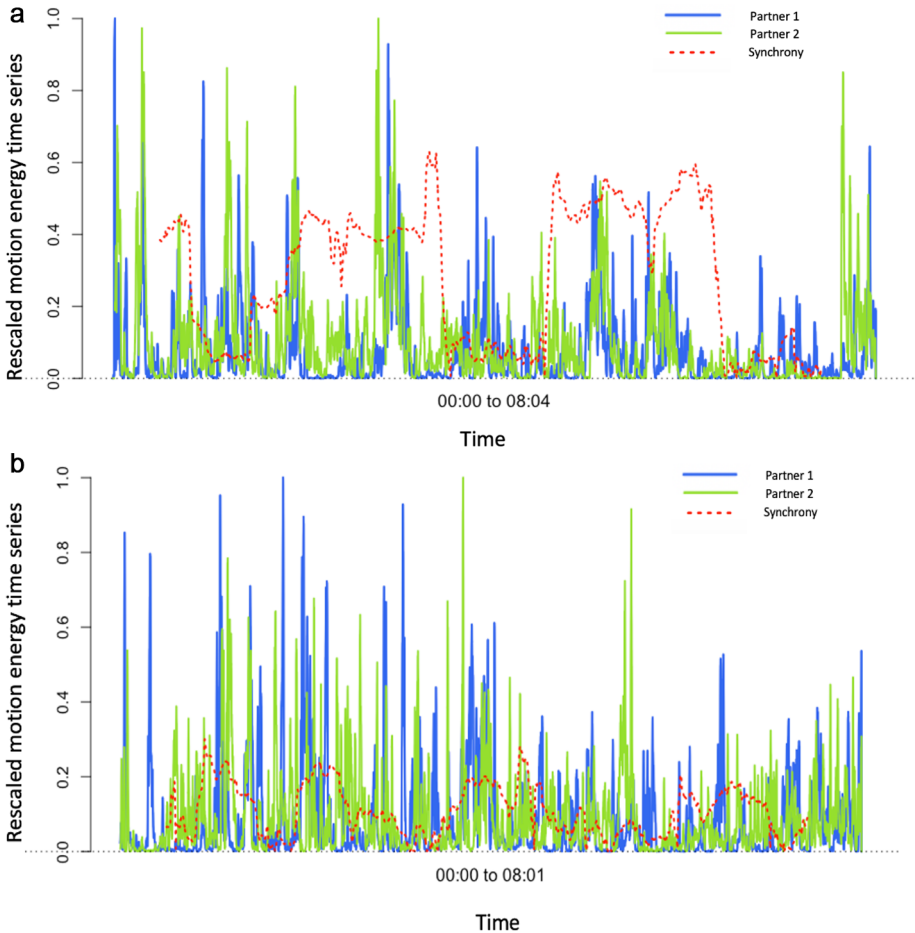 a
Rescaled motion energy time series
1.0
0.8
0.6
0.4
0.2
0.0
Partner 1
Partner 2
Synchrony
00:00 to 08:04
Time
b
Rescaled motion energy time series
1.0
0.8
0.6
0.4
0.2
0.0
Partner 1
Partner 2
Synchrony
00:00 to 08:01
Time